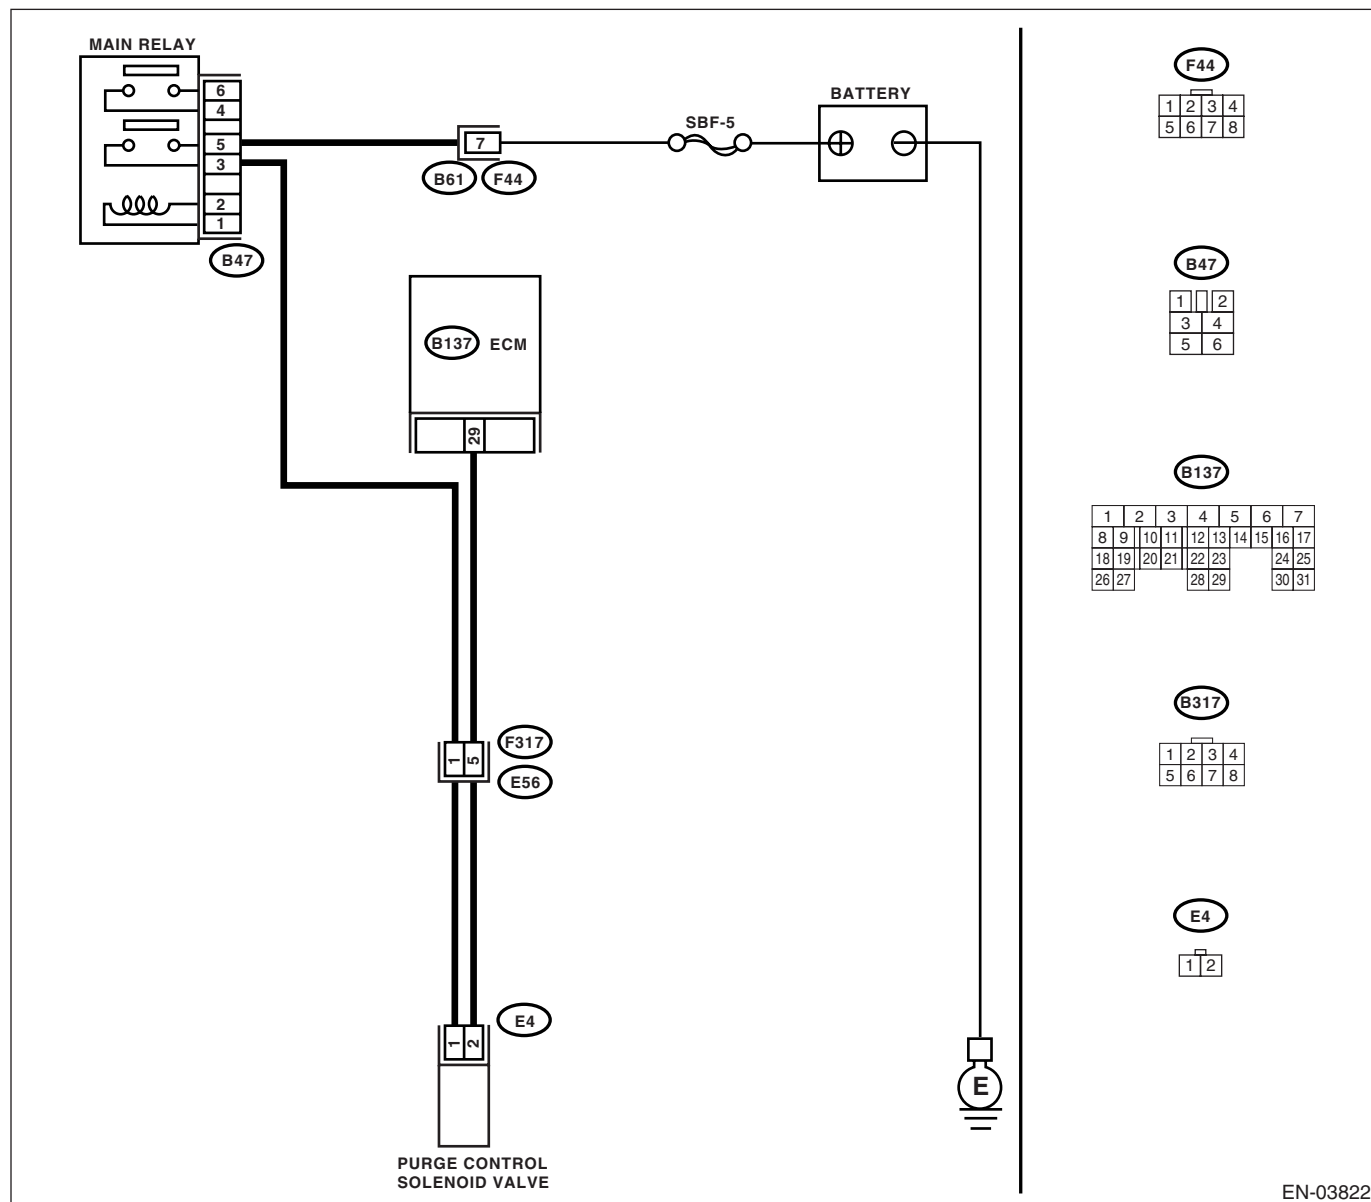 MAIN RELAY
6
4
5
3
2
1
B47
7
B61 F44
SBF-5
BATTERY
B137 ECM
29
1 5
F317
E56
E4
1 2
PURGE CONTROL
SOLENOID VALVE
E
F44
1 2 3 4
5 6 7 8
B47
1 2
3 4
5 6
B137
1 2 3 4 5 6 7
8 9 10 11 12 13 14 15 16 17
18 19 20 21 22 23 24 25
26 27 28 29 30 31
B317
1 2 3 4
5 6 7 8
E4
1 2
EN-03822